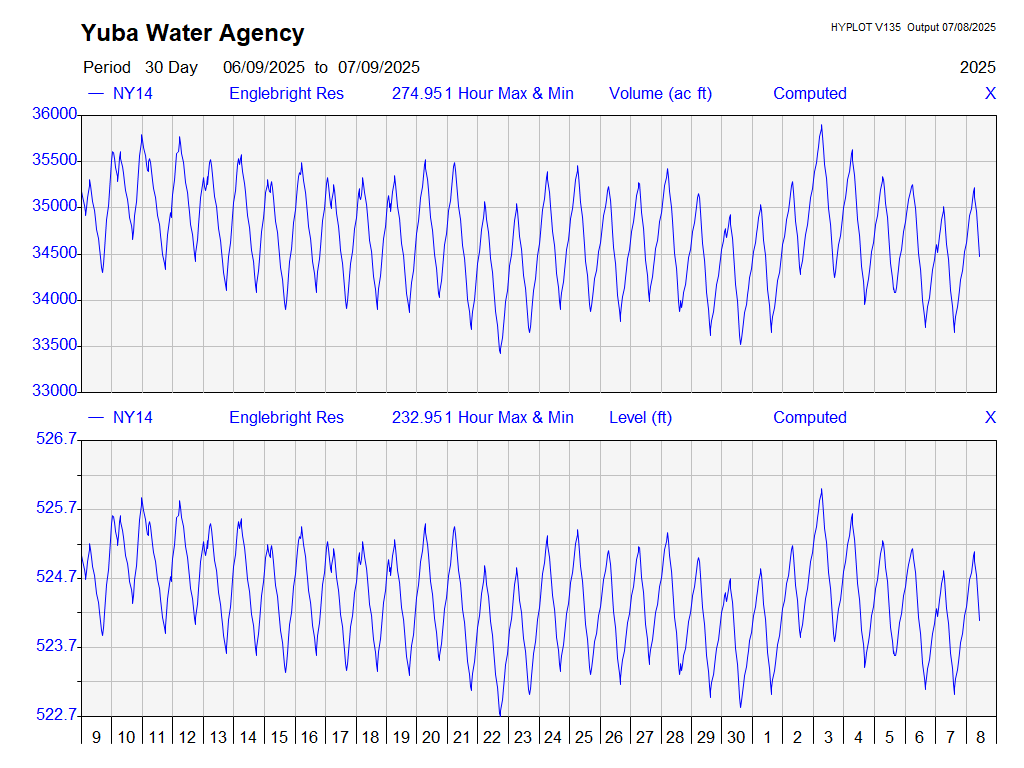 Yuba Water Agency
HYPLOT V135 Output 07/08/2025
Period 30 Day 06/09/2025 to 07/09/2025 2025
NY14 Englebright Res 274.951 Hour Max & Min Volume (ac ft) Computed X
36000
35500
35000
34500
34000
33500
33000
NY14 Englebright Res 232.951 Hour Max & Min Level (ft) Computed X
526.7
525.7
524.7
523.7
522.7
9 10 11 12 13 14 15 16 17 18 19 20 21 22 23 24 25 26 27 28 29 30 1 2 3 4 5 6 7 8